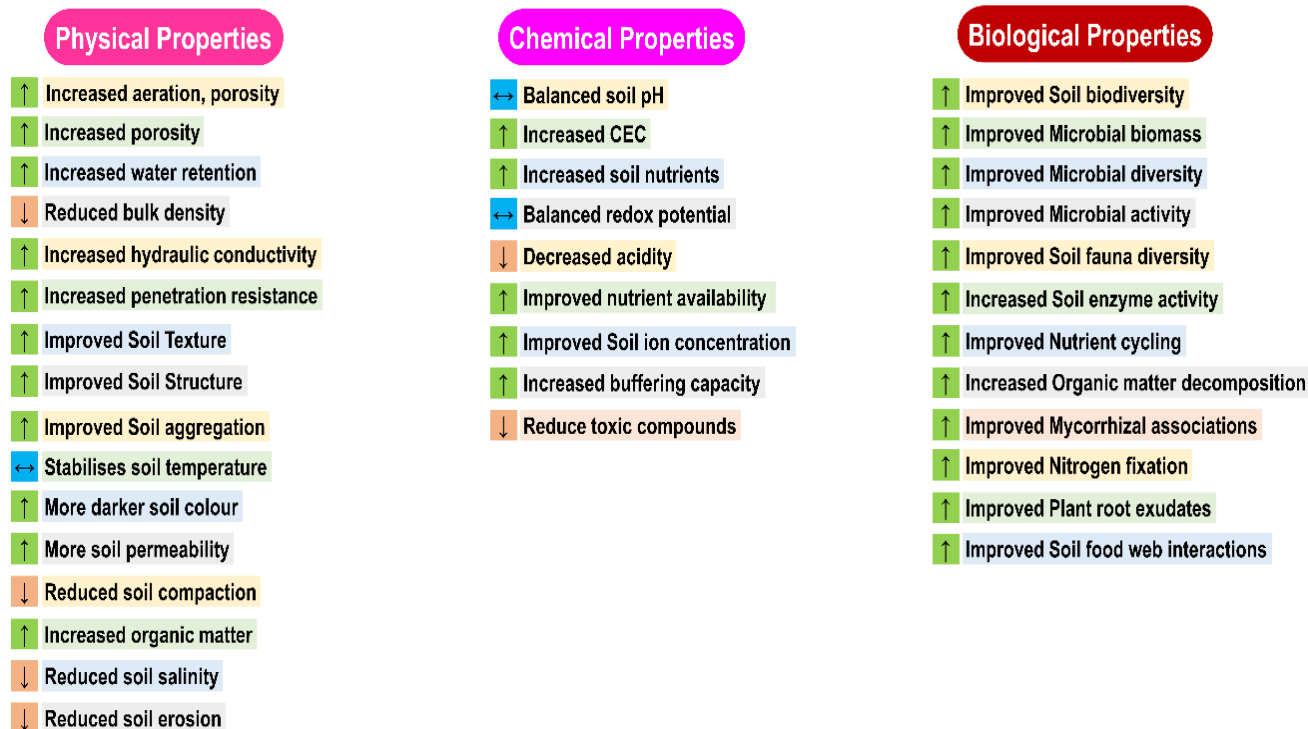 Physical Properties
↑ Increased aeration, porosity
↑ Increased porosity
↑ Increased water retention
↓ Reduced bulk density
↑ Increased hydraulic conductivity
↑ Increased penetration resistance
↑ Improved Soil Texture
↑ Improved Soil Structure
↑ Improved Soil aggregation
↔ Stabilises soil temperature
↑ More darker soil colour
↑ More soil permeability
↓ Reduced soil compaction
↑ Increased organic matter
↓ Reduced soil salinity
↓ Reduced soil erosion
Chemical Properties
↔ Balanced soil pH
↑ Increased CEC
↑ Increased soil nutrients
↔ Balanced redox potential
↓ Decreased acidity
↑ Improved nutrient availability
↑ Improved Soil ion concentration
↑ Increased buffering capacity
↓ Reduce toxic compounds
Biological Properties
↑ Improved Soil biodiversity
↑ Improved Microbial biomass
↑ Improved Microbial diversity
↑ Improved Microbial activity
↑ Improved Soil fauna diversity
↑ Increased Soil enzyme activity
↑ Improved Nutrient cycling
↑ Increased Organic matter decomposition
↑ Improved Mycorrhizal associations
↑ Improved Nitrogen fixation
↑ Improved Plant root exudates
↑ Improved Soil food web interactions